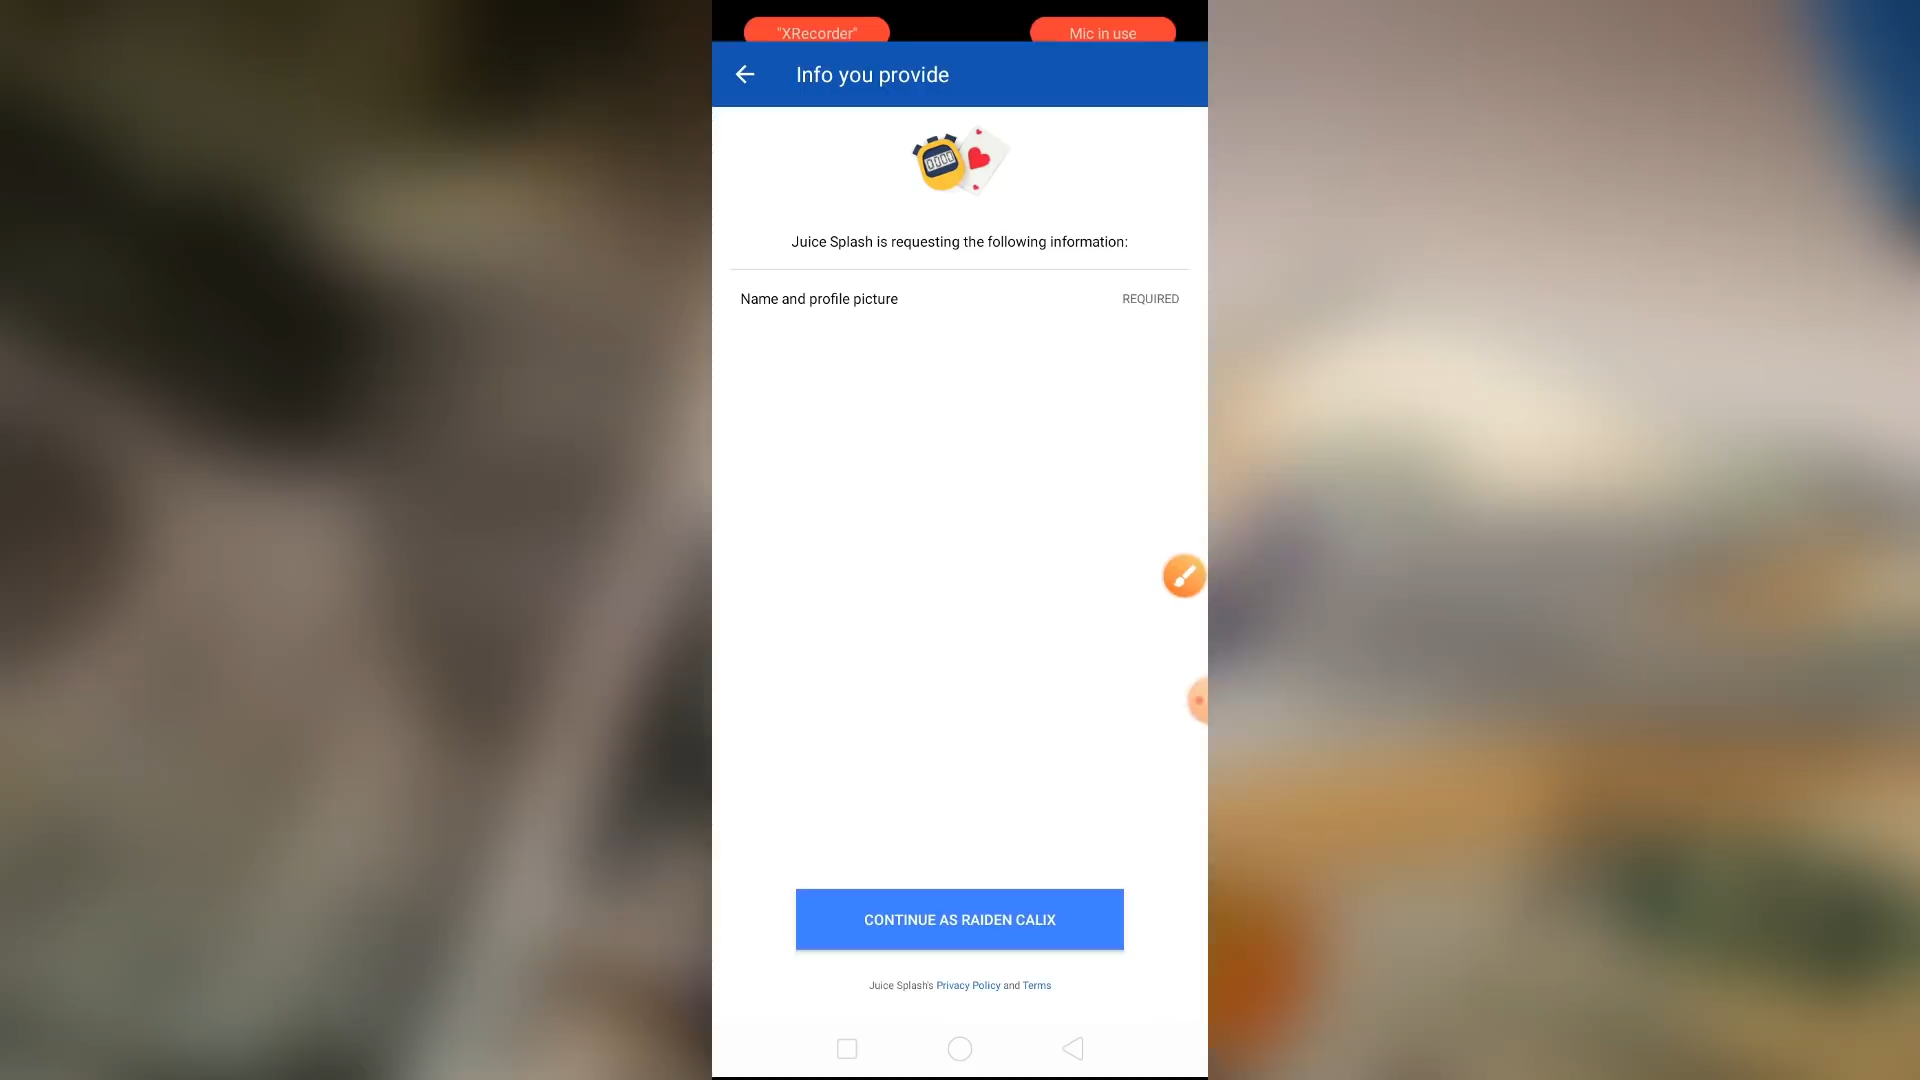 "XRecorder"
Mic in use
Info you provide
0000
Juice Splash is requesting the following information:
Name and profile picture
REQUIRED
CONTINUE AS RAIDEN CALIX
Juice Splash's Privacy Policy and Terms